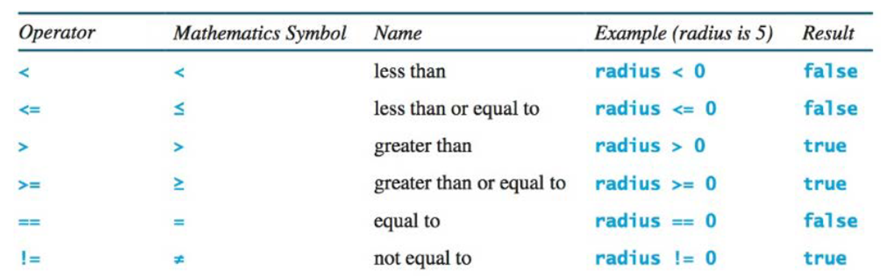 Operator Mathematics Symbol Name Example (radius is 5) Result
< < less than radius < 0 false
<= ≤ less than or equal to radius <= 0 false
> > greater than radius > 0 true
>= ≥ greater than or equal to radius >= 0 true
== = equal to radius == 0 false
!= ≠ not equal to radius != 0 true